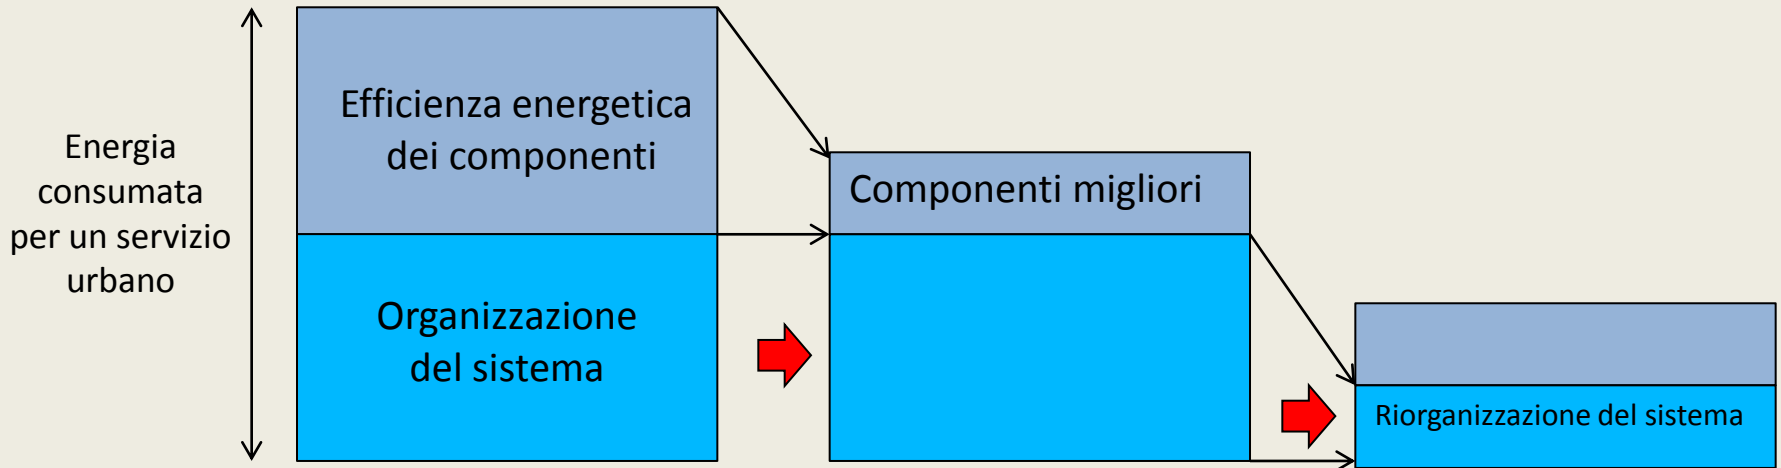 Energia
consumata
per un servizio
urbano
Efficienza energetica
dei componenti
Organizzazione
del sistema
Componenti migliori
Riorganizzazione del sistema